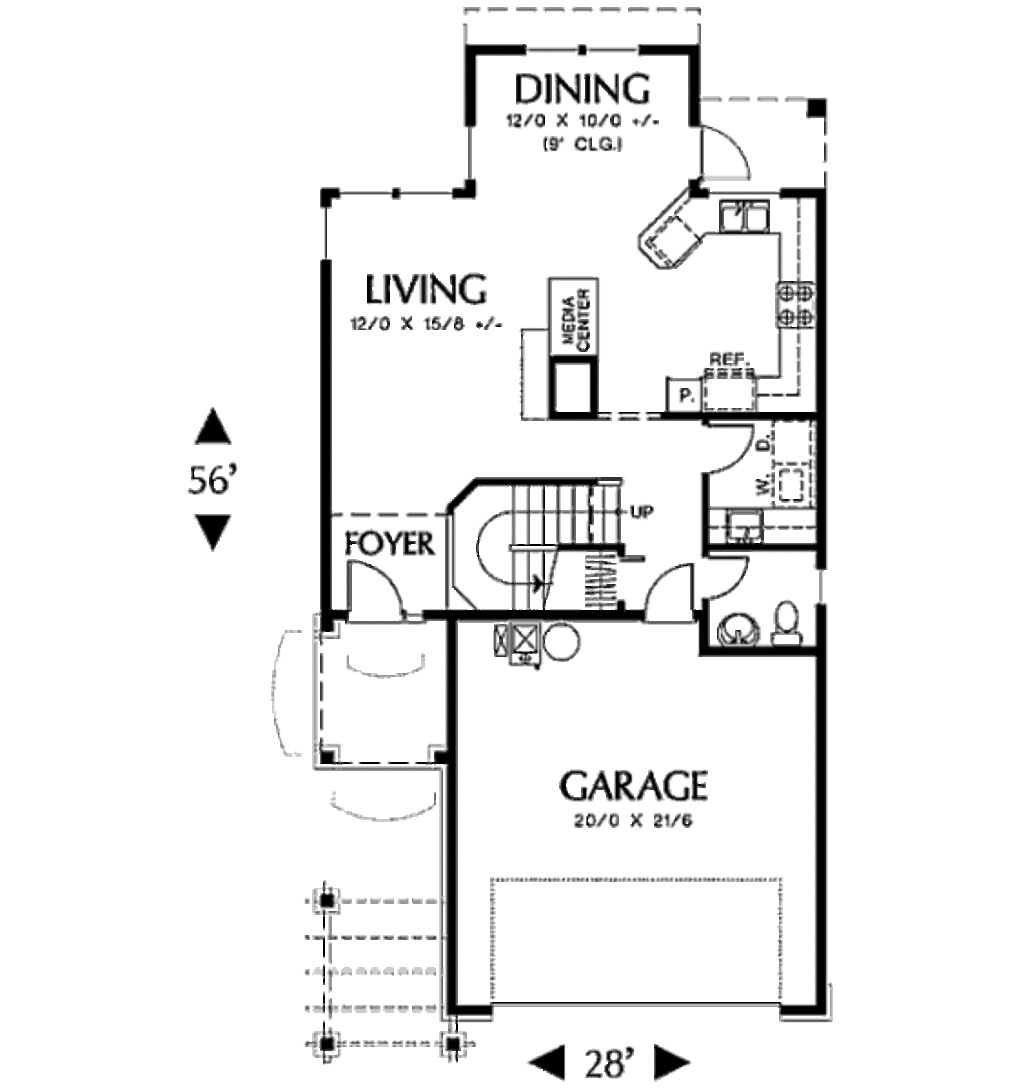 DINING
12/0 X 10/0 +/-
(9' CLG.)
LIVING
12/0 X 15/8 +/-
MEDIA
CENTER
REF.
P.
56'
D.
W.
UP
FOYER
GARAGE
20/0 X 21/6
28'